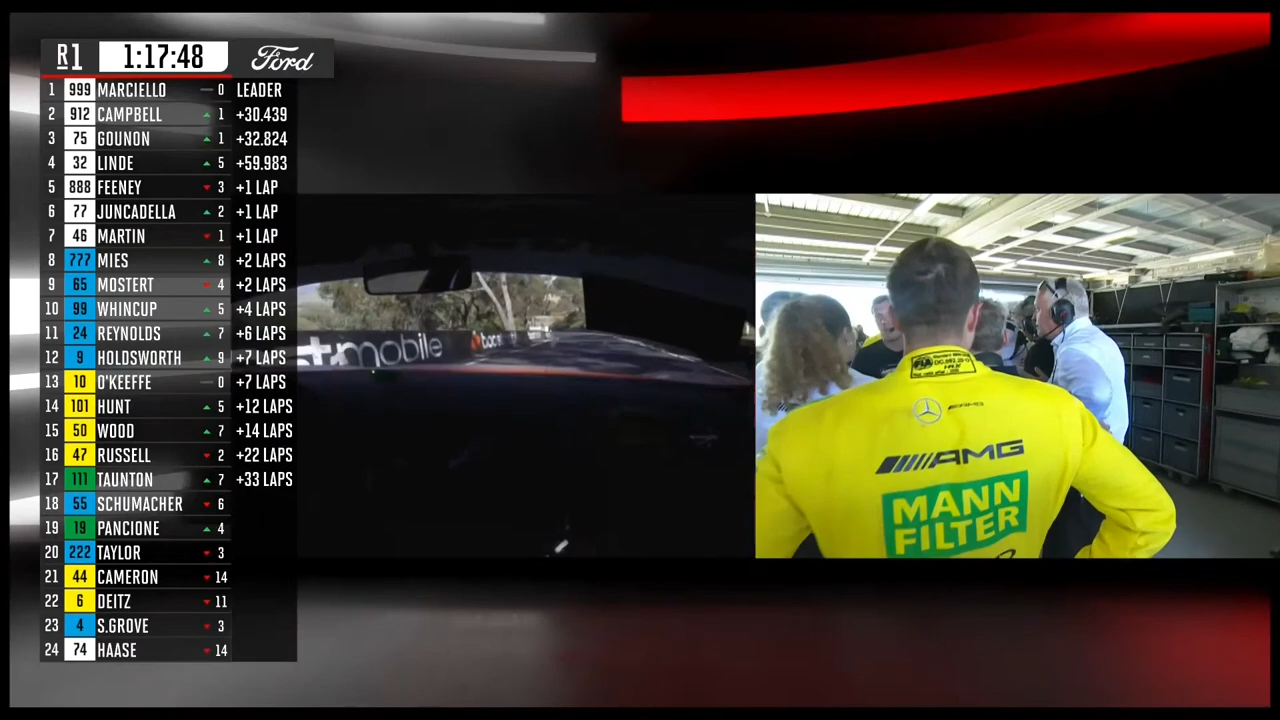 R1 1:17:48 Ford
1 999 MARCIELLO 0 LEADER
2 912 CAMPBELL 1 +30.439
3 75 GOUNON 1 +32.824
4 32 LINDE 5 +59.983
5 888 FEENEY 3 +1 LAP
6 77 JUNCADELLA 2 +1 LAP
7 46 MARTIN 1 +1 LAP
8 777 MIES 8 +2 LAPS
9 65 MOSTERT 4 +2 LAPS
10 99 WHINCUP 5 +4 LAPS
11 24 REYNOLDS 7 +6 LAPS
12 9 HOLDSWORTH 9 +7 LAPS
13 10 O'KEEFFE 0 +7 LAPS
14 101 HUNT 5 +12 LAPS
15 50 WOOD 7 +14 LAPS
16 47 RUSSELL 2 +22 LAPS
17 111 TAUNTON 7 +33 LAPS
18 55 SCHUMACHER 6
19 19 PANCIONE 4
20 222 TAYLOR 3
21 44 CAMERON 14
22 6 DEITZ 11
23 4 S.GROVE 3
24 74 HAASE 14
mobile
AMG
AMG
MANN
FILTER